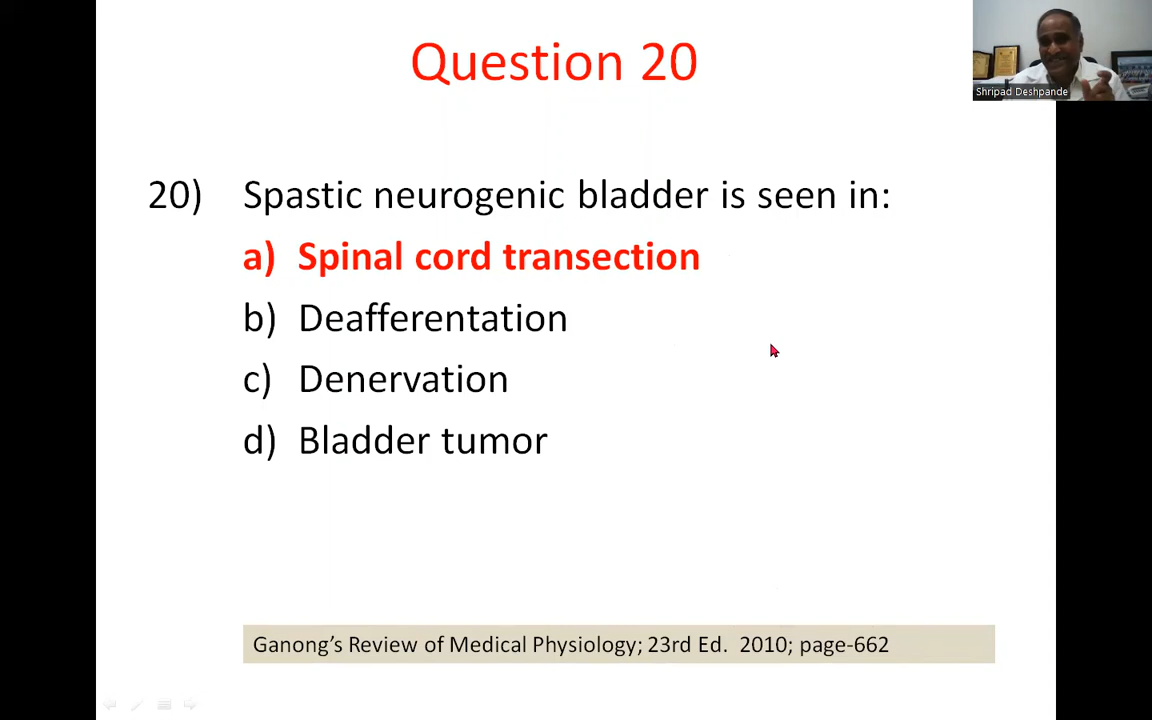 Question 20
Shripad Deshpande
20) Spastic neurogenic bladder is seen in:
a) Spinal cord transection
b) Deafferentation
c) Denervation
d) Bladder tumor
Ganong's Review of Medical Physiology; 23rd Ed. 2010; page-662